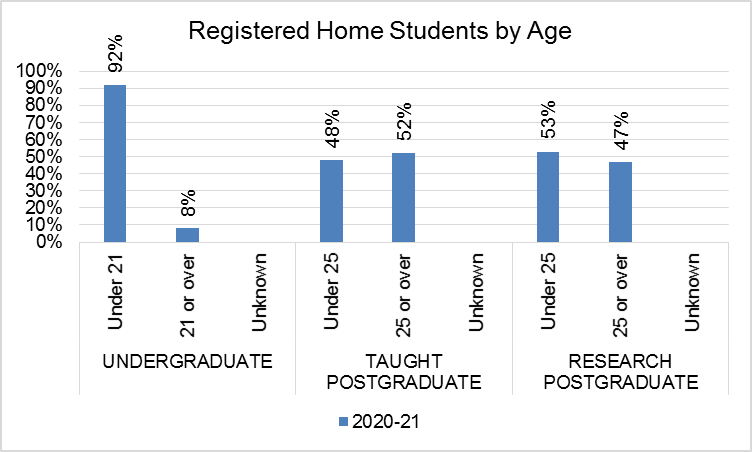 Registered Home Students by Age
100%
90%
80%
70%
60%
50%
40%
30%
20%
10%
0%
92%
8%
48%
52%
53%
47%
Under 21
21 or over
Unknown
Under 25
25 or over
Unknown
Under 25
25 or over
Unknown
UNDERGRADUATE
TAUGHT
POSTGRADUATE
RESEARCH
POSTGRADUATE
2020-21